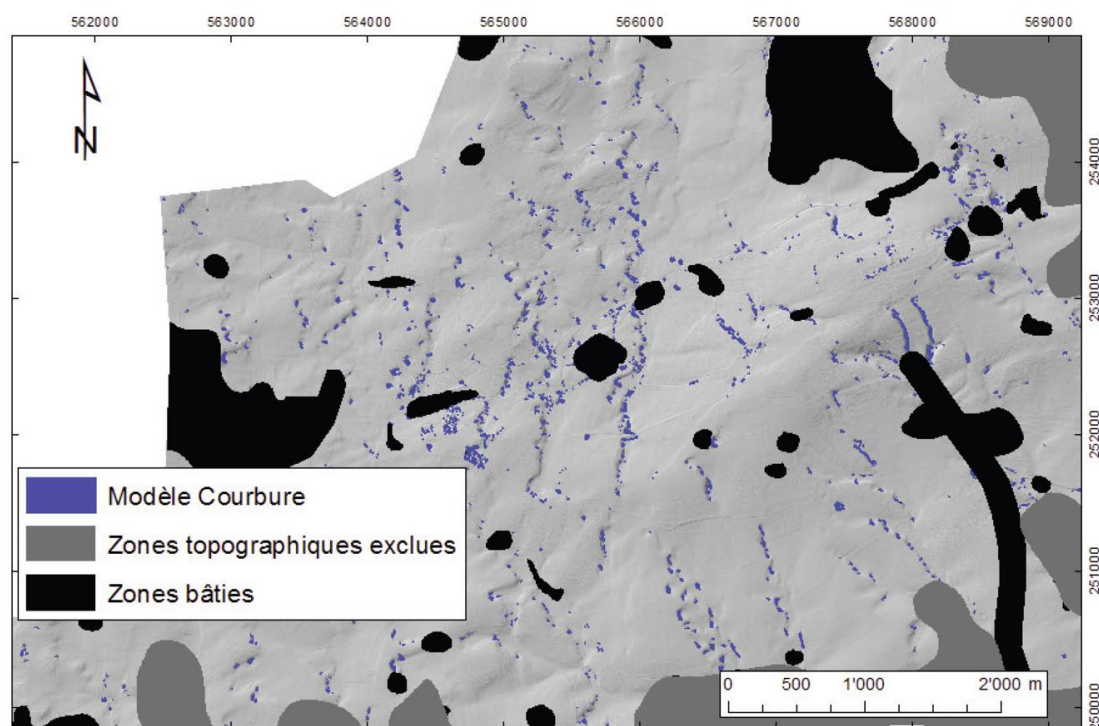 562000 563000 564000 565000 566000 567000 568000 569000
N
254000
253000
252000
251000
250000
Modèle Courbure
Zones topographiques exclues
Zones bâties
0 500 1'000 2'000 m